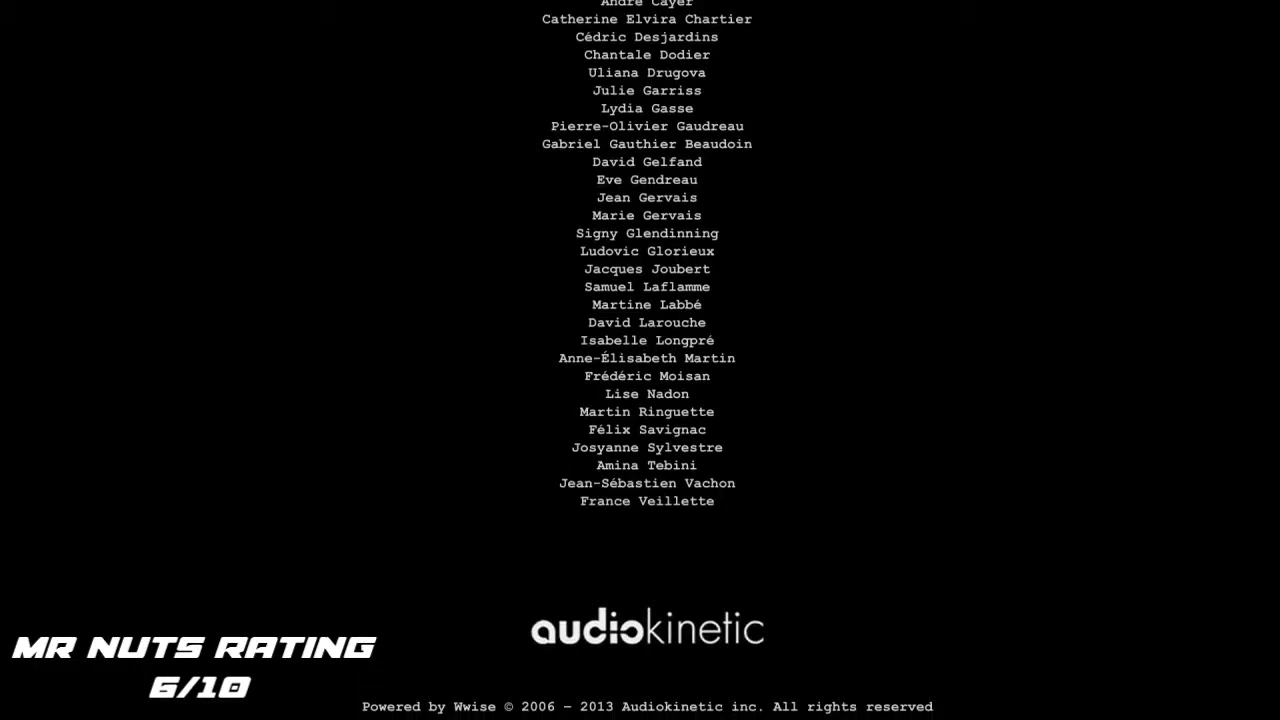 André Cayer
Catherine Elvira Chartier
Cédric Desjardins
Chantale Dodier
Uliana Drugova
Julie Garriss
Lydia Gasse
Pierre-Olivier Gaudreau
Gabriel Gauthier Beaudoin
David Gelfand
Eve Gendreau
Jean Gervais
Marie Gervais
Signy Glendinning
Ludovic Glorieux
Jacques Joubert
Samuel Laflamme
Martine Labbé
David Larouche
Isabelle Longpré
Anne-Élisabeth Martin
Frédéric Moisan
Lise Nadon
Martin Ringuette
Félix Savignac
Josyanne Sylvestre
Amina Tebini
Jean-Sébastien Vachon
France Veillette
audiokinetic
MR NUTS RATING
6/10
Powered by Wwise © 2006 – 2013 Audiokinetic inc. All rights reserved